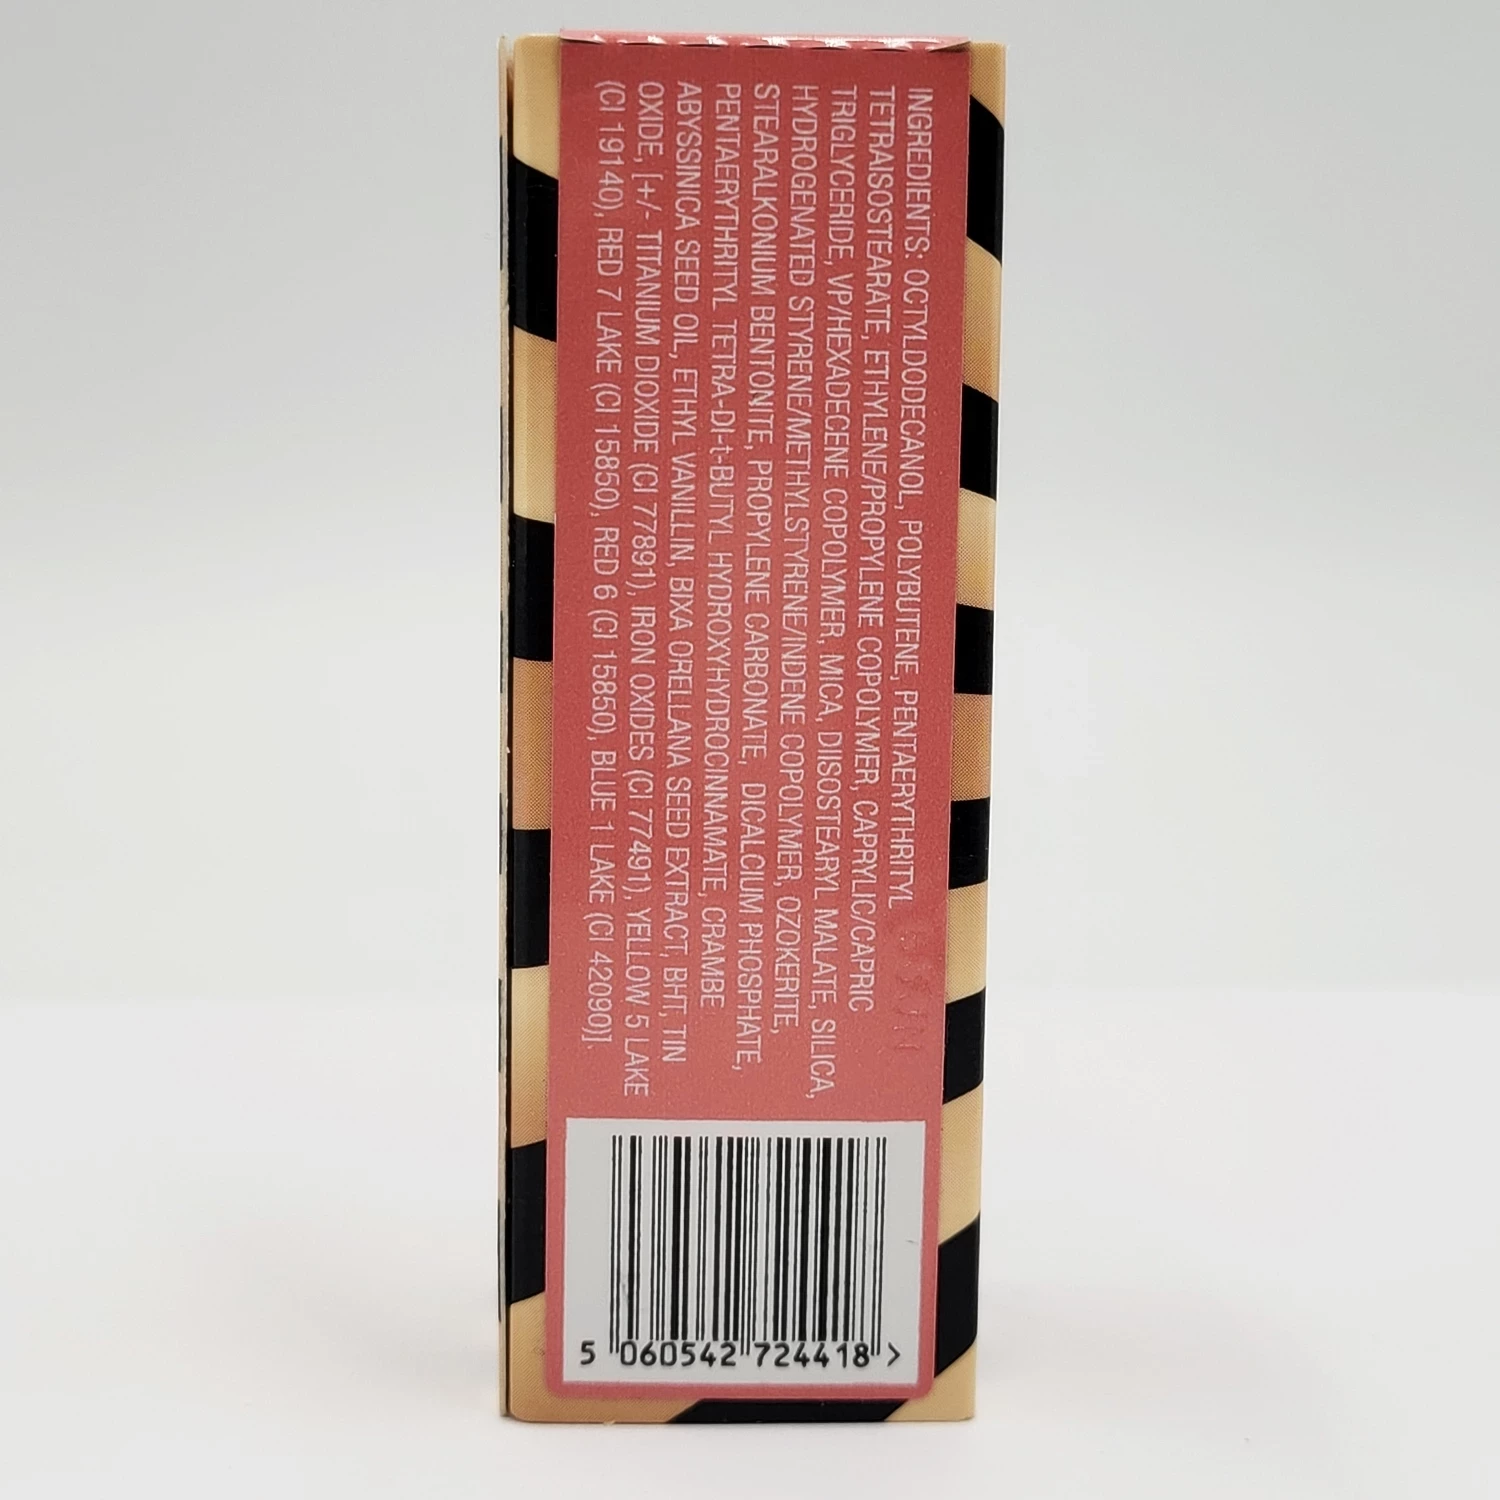 INGREDIENTS: OCTYLDODECANOL, POLYBUTENE, PENTAERYTHRITYL
TETRAISOSTEARATE, ETHYLENE/PROPYLENE COPOLYMER, CAPRYLIC/CAPRIC
TRIGLYCERIDE, VP/HEXADECENE COPOLYMER, MICA, DIISOSTEARYL MALATE, SILICA,
HYDROGENATED STYRENE/METHYLSTYRENE/INDENE COPOLYMER, OZOKERITE,
STEARALKONIUM BENTONITE, PROPYLENE CARBONATE, DICALCIUM PHOSPHATE,
PENTAERYTHRITYL TETRA-DI-t-BUTYL HYDROXYHYDROCINNAMATE, CRAMBE
ABYSSINICA SEED OIL, ETHYL VANILLIN, BIXA ORELLANA SEED EXTRACT, BHT, TIN
OXIDE, [+/- TITANIUM DIOXIDE (CI 77891), IRON OXIDES (CI 77491), YELLOW 5 LAKE
(CI 19140), RED 7 LAKE (CI 15850), RED 6 (CI 15850), BLUE 1 LAKE (CI 42090)].
5 060542 724418 >